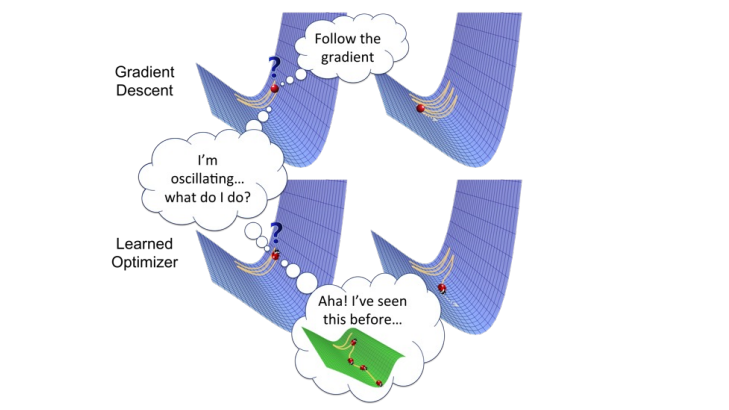 Follow the
gradient
?
Gradient
Descent
I'm
oscillating...
what do I do?
?
Learned
Optimizer
Aha! I've seen
this before...